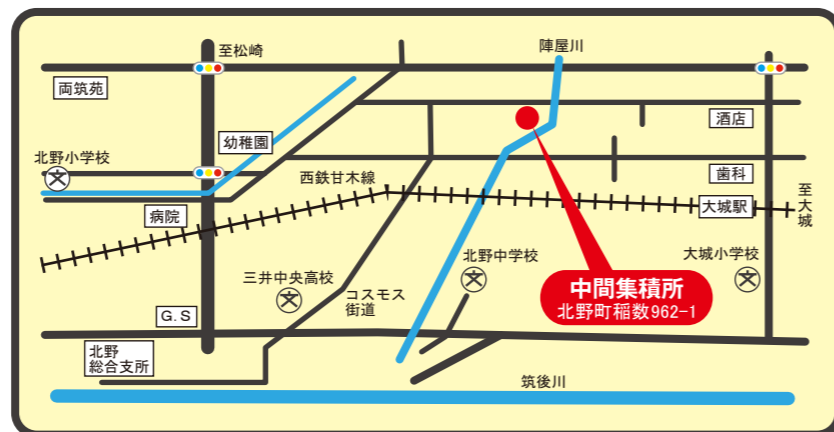 至松崎
陣屋川
両筑苑
幼稚園
酒店
北野小学校
文
西鉄甘木線
歯科
病院
大城駅
至大城
北野中学校
文
大城小学校
文
三井中央高校
文
コスモス
街道
中間集積所
北野町稲数962-1
G.S
北野
総合支所
筑後川